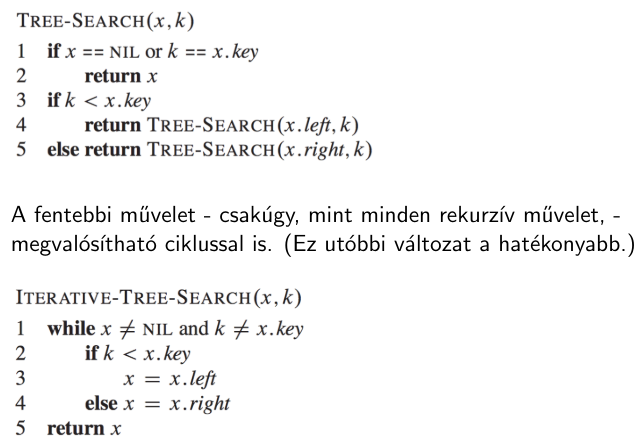 TREE-SEARCH(x, k)
1 if x == NIL or k == x.key
2 return x
3 if k < x.key
4 return TREE-SEARCH(x.left, k)
5 else return TREE-SEARCH(x.right, k)
A fentebbi művelet - csakúgy, mint minden rekurzív művelet, -
megvalósítható ciklussal is. (Ez utóbbi változat a hatékonyabb.)
ITERATIVE-TREE-SEARCH(x, k)
1 while x ≠ NIL and k ≠ x.key
2 if k < x.key
3 x = x.left
4 else x = x.right
5 return x